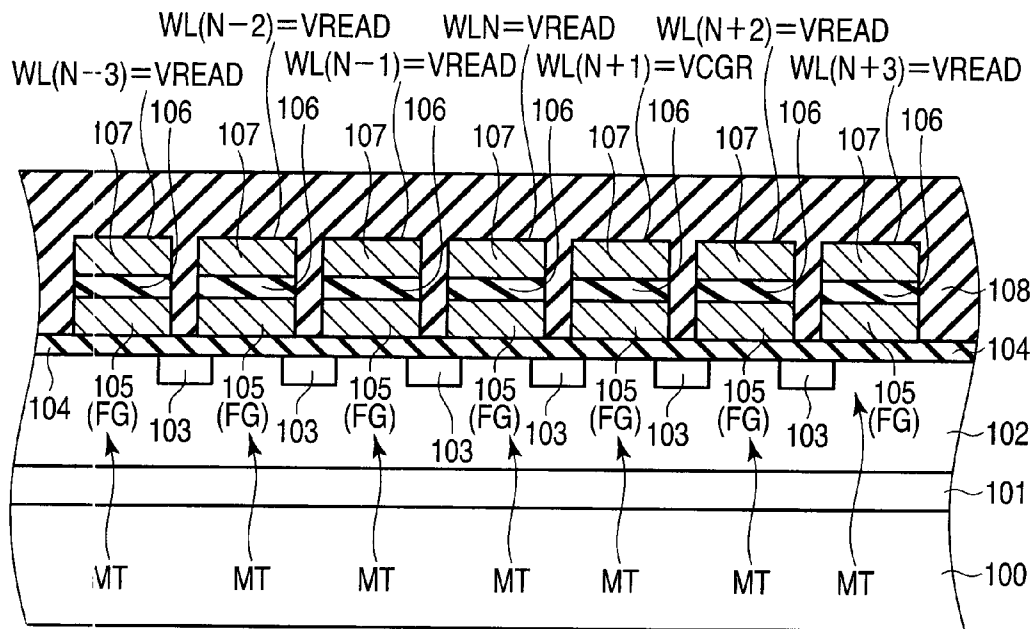 WL(N-2)=VREAD WLN=VREAD WL(N+2)=VREAD
WL(N-3)=VREAD WL(N-1)=VREAD WL(N+1)=VCGR WL(N+3)=VREAD
107 106 107 106 107 106 107 106 107 106 107 106 107 106
108
104
104 105 105 105 105 105 105 105
(FG) 103 (FG) 103 (FG) 103 (FG) 103 (FG) 103 (FG) 103 (FG)
102
101
MT MT MT MT MT MT MT 100